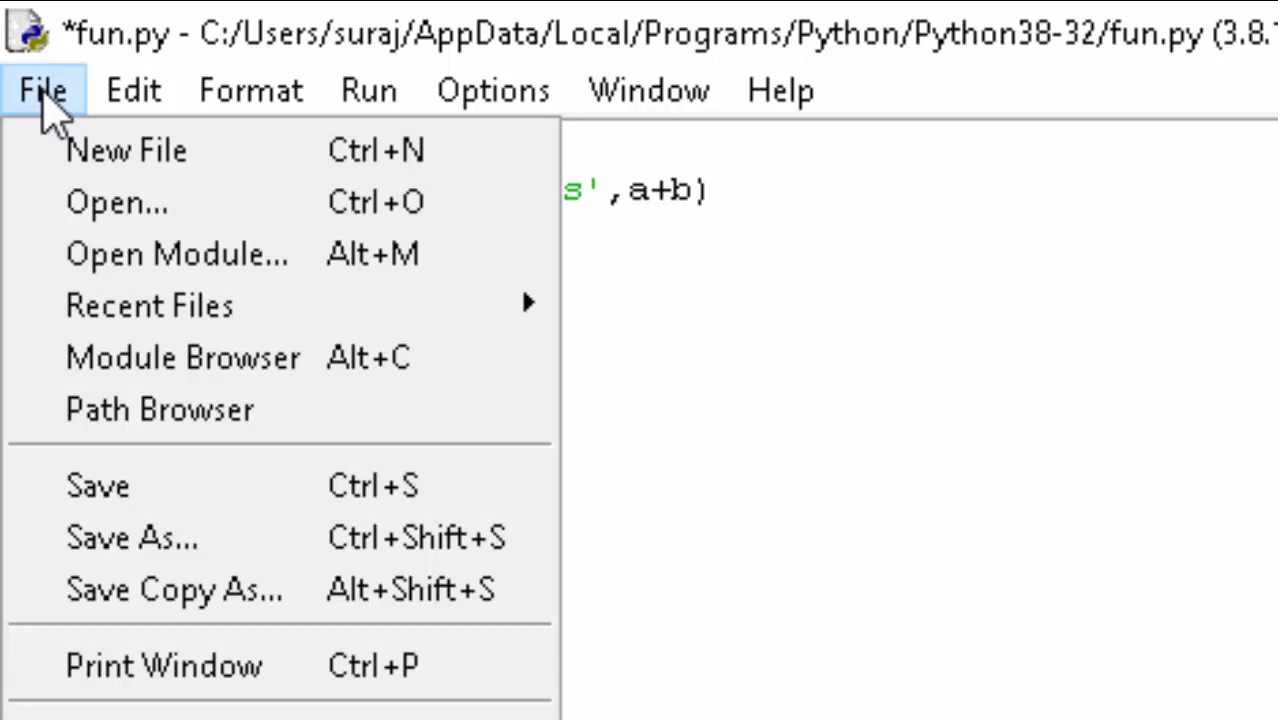 *fun.py - C:/Users/suraj/AppData/Local/Programs/Python/Python38-32/fun.py (3.8.
File Edit Format Run Options Window Help
New File Ctrl+N
s',a+b)
Open... Ctrl+O
Open Module... Alt+M
Recent Files
Module Browser Alt+C
Path Browser
Save Ctrl+S
Save As... Ctrl+Shift+S
Save Copy As... Alt+Shift+S
Print Window Ctrl+P